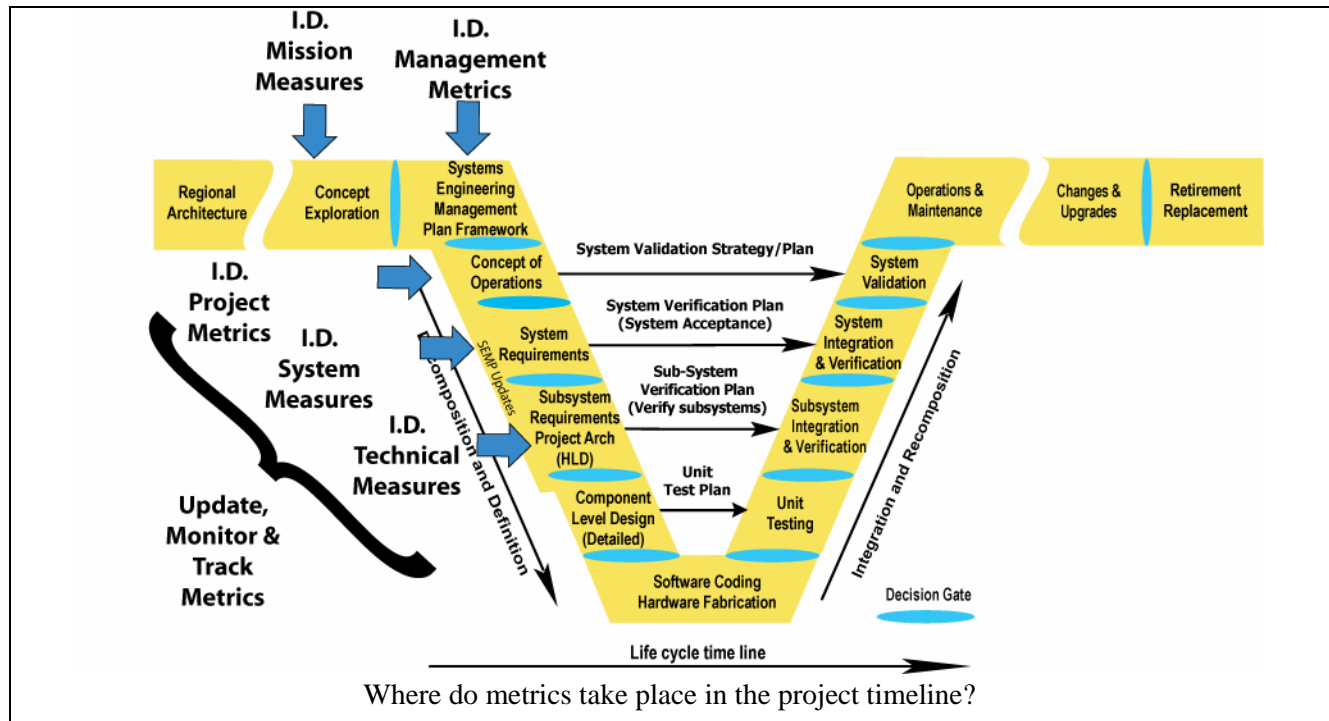 I.D.
Mission
Measures
I.D.
Management
Metrics
Regional
Architecture
Concept
Exploration
Systems
Engineering
Management
Plan Framework
Operations &
Maintenance
Changes &
Upgrades
Retirement
Replacement
I.D.
Project
Metrics
I.D.
System
Measures
I.D.
Technical
Measures
Update,
Monitor &
Track
Metrics
Decomposition and Definition
SEMP Updates
Concept of
Operations
System
Requirements
Subsystem
Requirements
Project Arch
(HLD)
Component
Level Design
(Detailed)
System Validation Strategy/Plan
System Verification Plan
(System Acceptance)
Sub-System
Verification Plan
(Verify subsystems)
Unit
Test Plan
System
Validation
System
Integration
& Verification
Subsystem
Integration
& Verification
Unit
Testing
Software Coding
Hardware Fabrication
Integration and Recomposition
Decision Gate
Life cycle time line
Where do metrics take place in the project timeline?